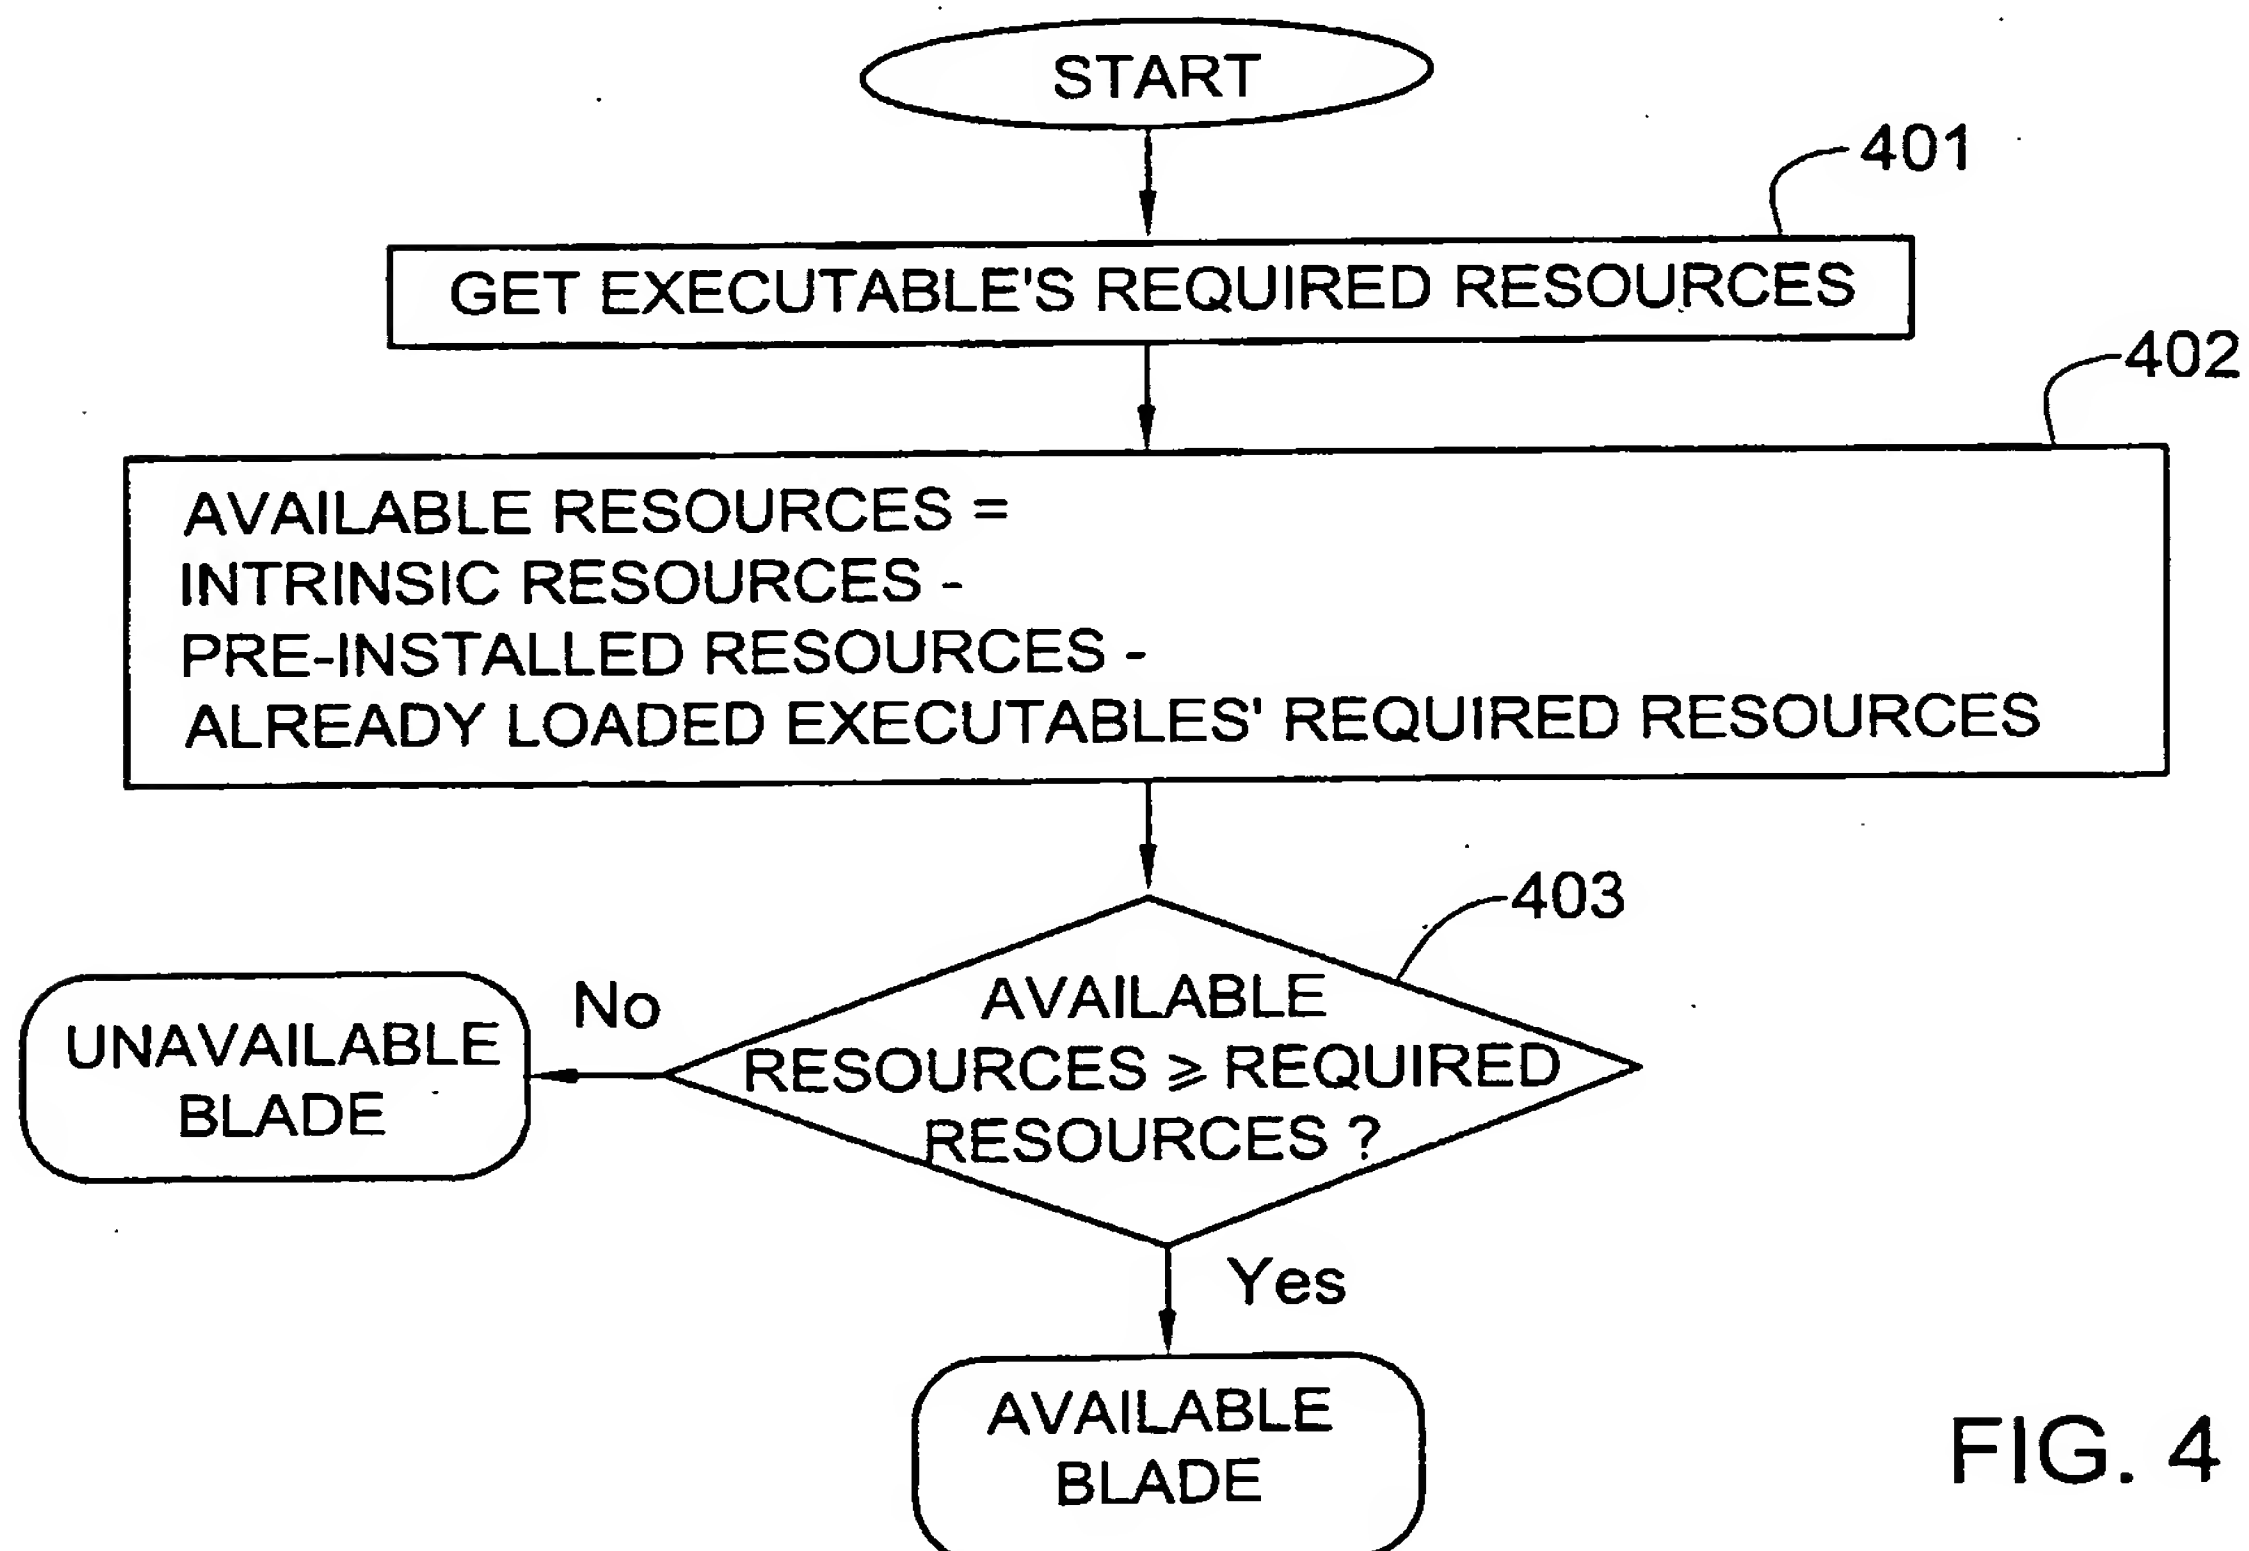 START
401
GET EXECUTABLE'S REQUIRED RESOURCES
402
AVAILABLE RESOURCES =
INTRINSIC RESOURCES -
PRE-INSTALLED RESOURCES -
ALREADY LOADED EXECUTABLES' REQUIRED RESOURCES
403
AVAILABLE
RESOURCES ⩾ REQUIRED
RESOURCES ?
No
UNAVAILABLE
BLADE
Yes
AVAILABLE
BLADE
FIG. 4